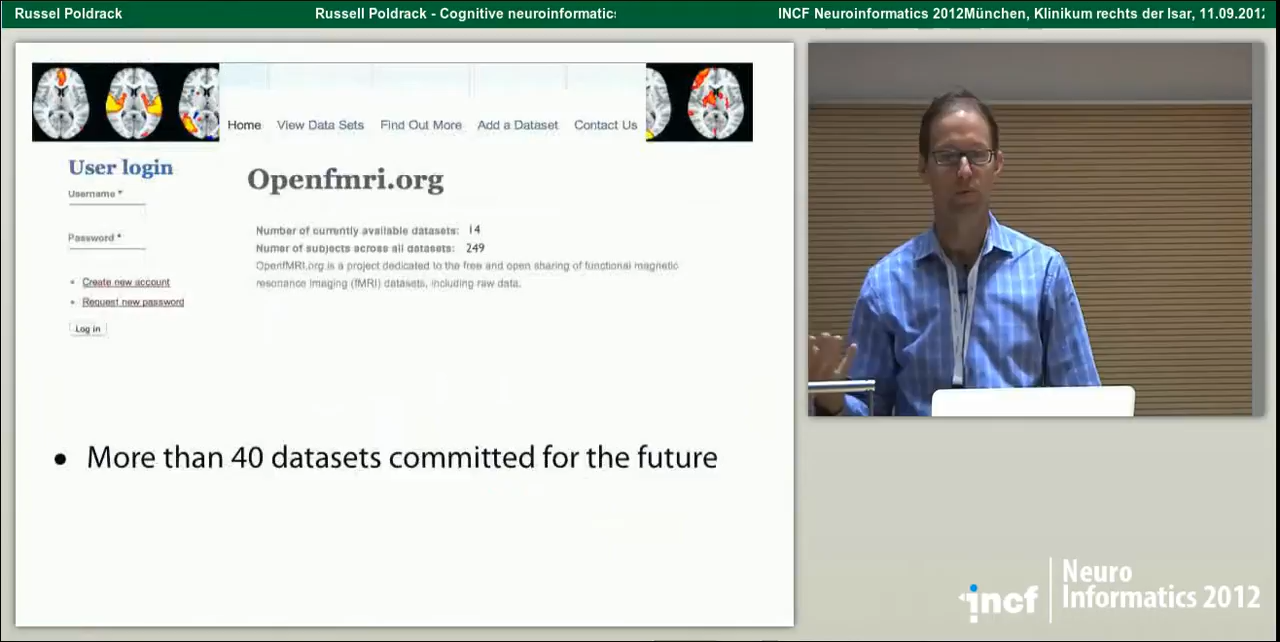 Russel Poldrack
Russell Poldrack - Cognitive neuroinformatics
INCF Neuroinformatics 2012München, Klinikum rechts der Isar, 11.09.2012
Home View Data Sets Find Out More Add a Dataset Contact Us
User login
Username *
Password *
Create new account
Request new password
Log in
Openfmri.org
Number of currently available datasets: 14
Numer of subjects across all datasets: 249
OpenfMRI.org is a project dedicated to the free and open sharing of functional magnetic
resonance imaging (fMRI) datasets, including raw data.
• More than 40 datasets committed for the future
incf
Neuro
Informatics 2012